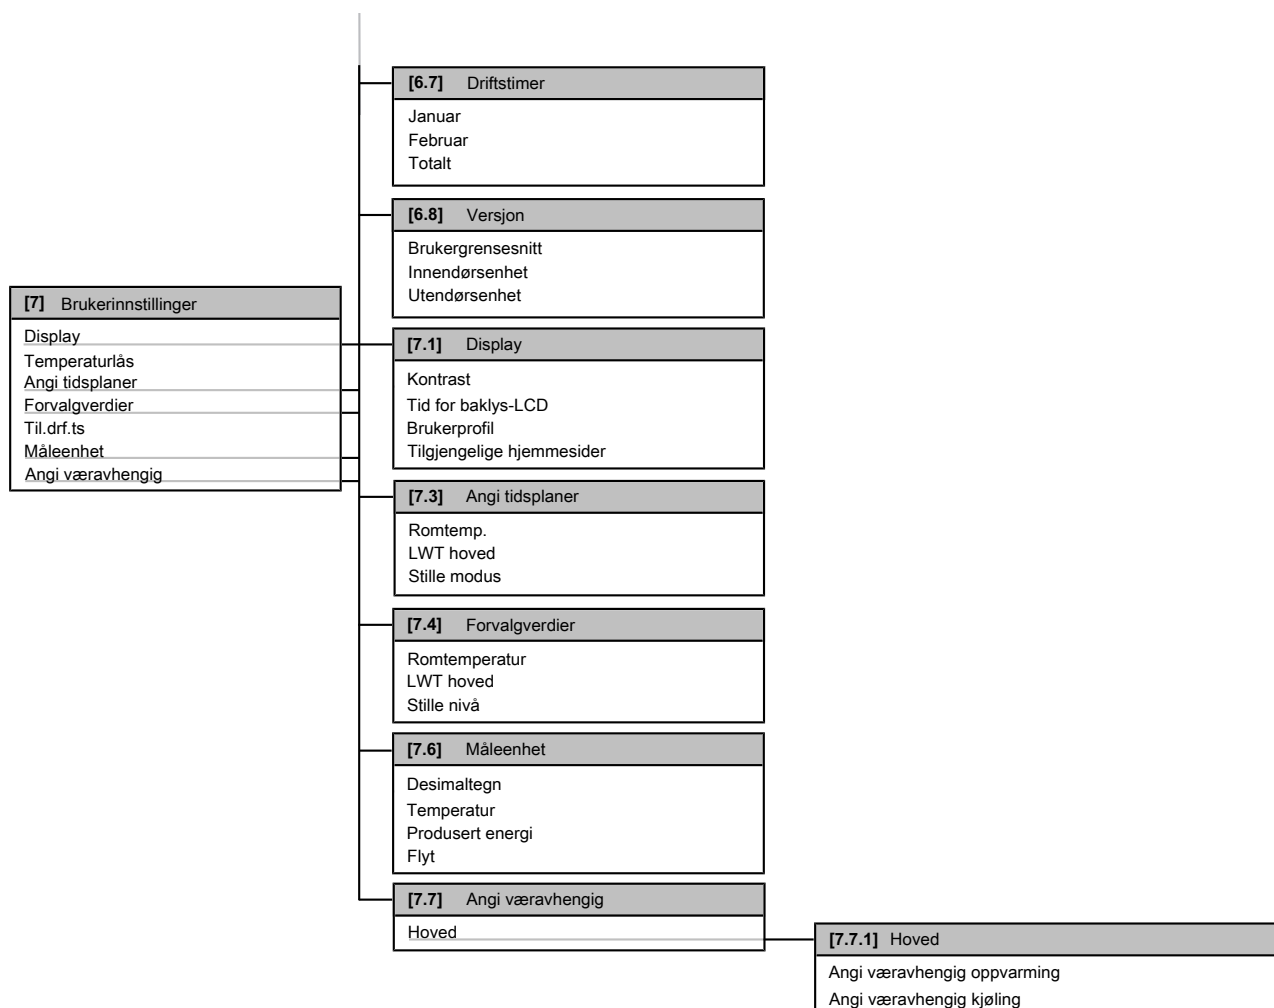 [6.7] Driftstimer
Januar
Februar
Totalt
[6.8] Versjon
Brukergrensesnitt
Innendørsenhet
Utendørsenhet
[7] Brukerinnstillinger
Display
Temperaturlås
Angi tidsplaner
Forvalgverdier
Til.drf.ts
Måleenhet
Angi væravhengig
[7.1] Display
Kontrast
Tid for baklys-LCD
Brukerprofil
Tilgjengelige hjemmesider
[7.3] Angi tidsplaner
Romtemp.
LWT hoved
Stille modus
[7.4] Forvalgverdier
Romtemperatur
LWT hoved
Stille nivå
[7.6] Måleenhet
Desimaltegn
Temperatur
Produsert energi
Flyt
[7.7] Angi væravhengig
Hoved
[7.7.1] Hoved
Angi væravhengig oppvarming
Angi væravhengig kjøling